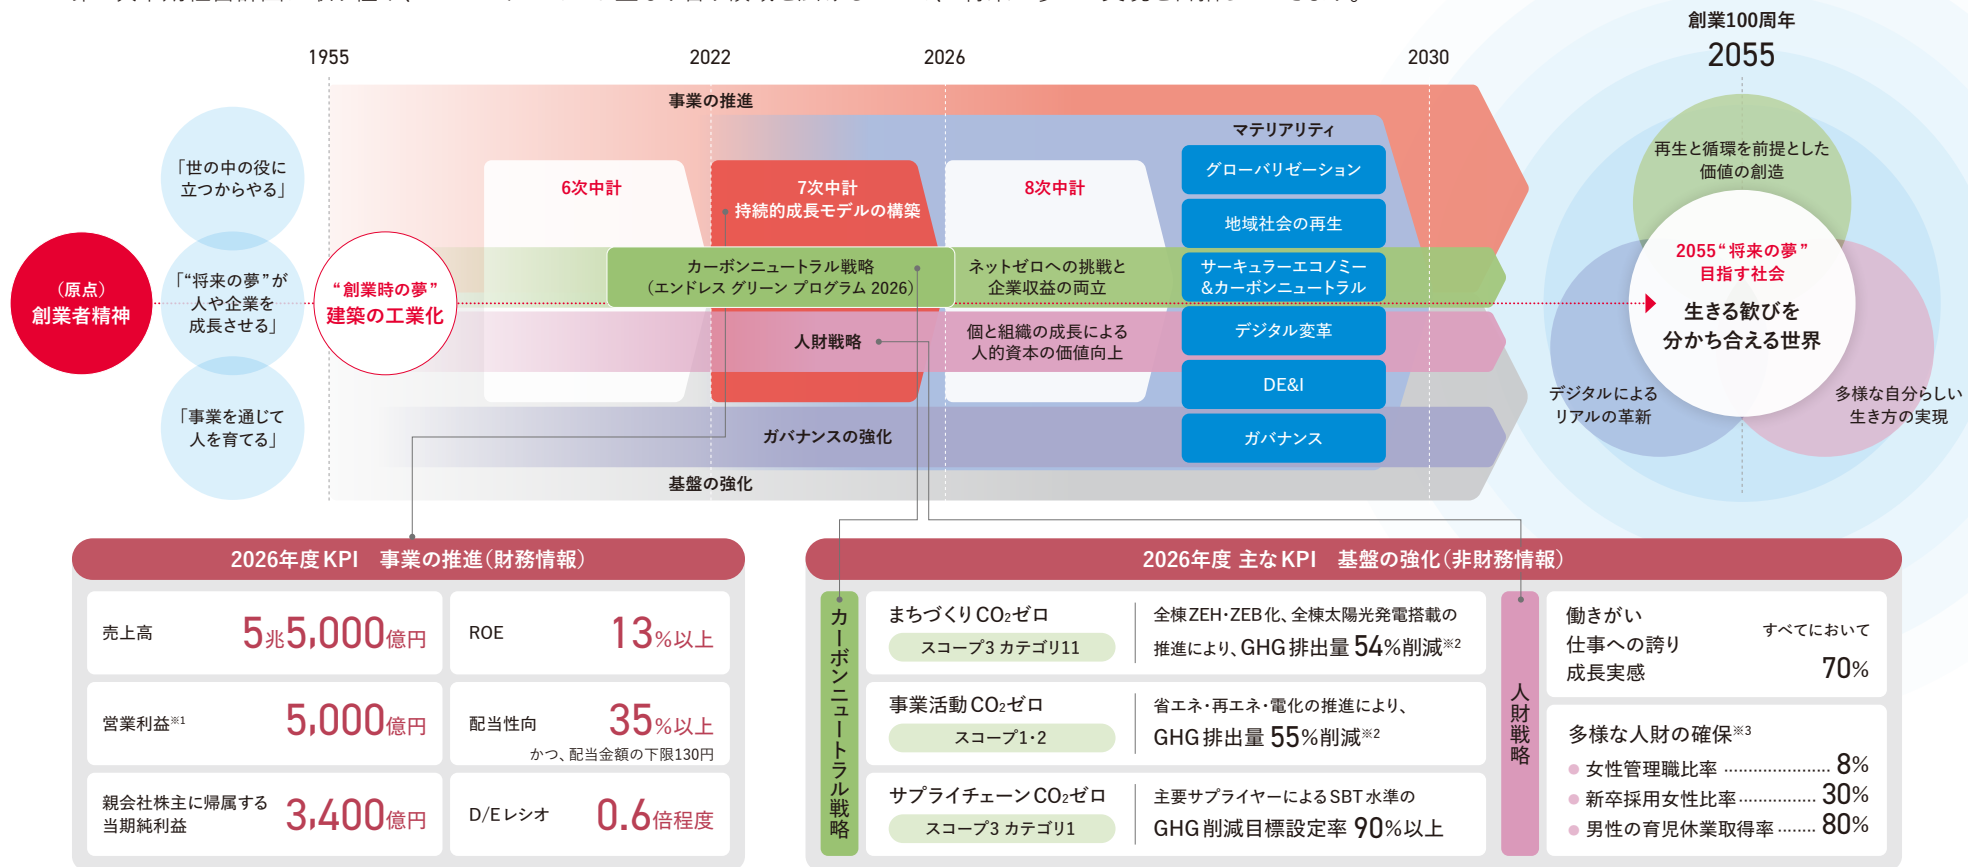 創業100周年
2055
1955
2022
2026
2030
事業の推進
マテリアリティ
「世の中の役に
立つからやる」
「“将来の夢”が
人や企業を
成長させる」
「事業を通じて
人を育てる」
（原点）
創業者精神
“創業時の夢”
建築の工業化
6次中計
7次中計
持続的成長モデルの構築
8次中計
カーボンニュートラル戦略
（エンドレス グリーン プログラム 2026）
ネットゼロへの挑戦と
企業収益の両立
人財戦略
個と組織の成長による
人的資本の価値向上
ガバナンスの強化
基盤の強化
グローバリゼーション
地域社会の再生
サーキュラーエコノミー
＆カーボンニュートラル
デジタル変革
DE&I
ガバナンス
再生と循環を前提とした
価値の創造
2055“将来の夢”
目指す社会
生きる歓びを
分かち合える世界
デジタルによる
リアルの革新
多様な自分らしい
生き方の実現
2026年度KPI　事業の推進（財務情報）
売上高 5兆5,000億円
ROE 13%以上
営業利益※1 5,000億円
配当性向 35%以上
かつ、配当金額の下限130円
親会社株主に帰属する
当期純利益 3,400億円
D/Eレシオ 0.6倍程度
2026年度 主なKPI　基盤の強化（非財務情報）
カーボンニュートラル戦略
まちづくりCO₂ゼロ
スコープ3 カテゴリ11
全棟ZEH・ZEB化、全棟太陽光発電搭載の
推進により、GHG排出量 54%削減※2
事業活動CO₂ゼロ
スコープ1・2
省エネ・再エネ・電化の推進により、
GHG排出量 55%削減※2
サプライチェーンCO₂ゼロ
スコープ3 カテゴリ1
主要サプライヤーによるSBT水準の
GHG削減目標設定率 90%以上
人財戦略
働きがい
仕事への誇り
成長実感
すべてにおいて
70%
多様な人財の確保※3
● 女性管理職比率 .................... 8%
● 新卒採用女性比率.............. 30%
● 男性の育児休業取得率....... 80%